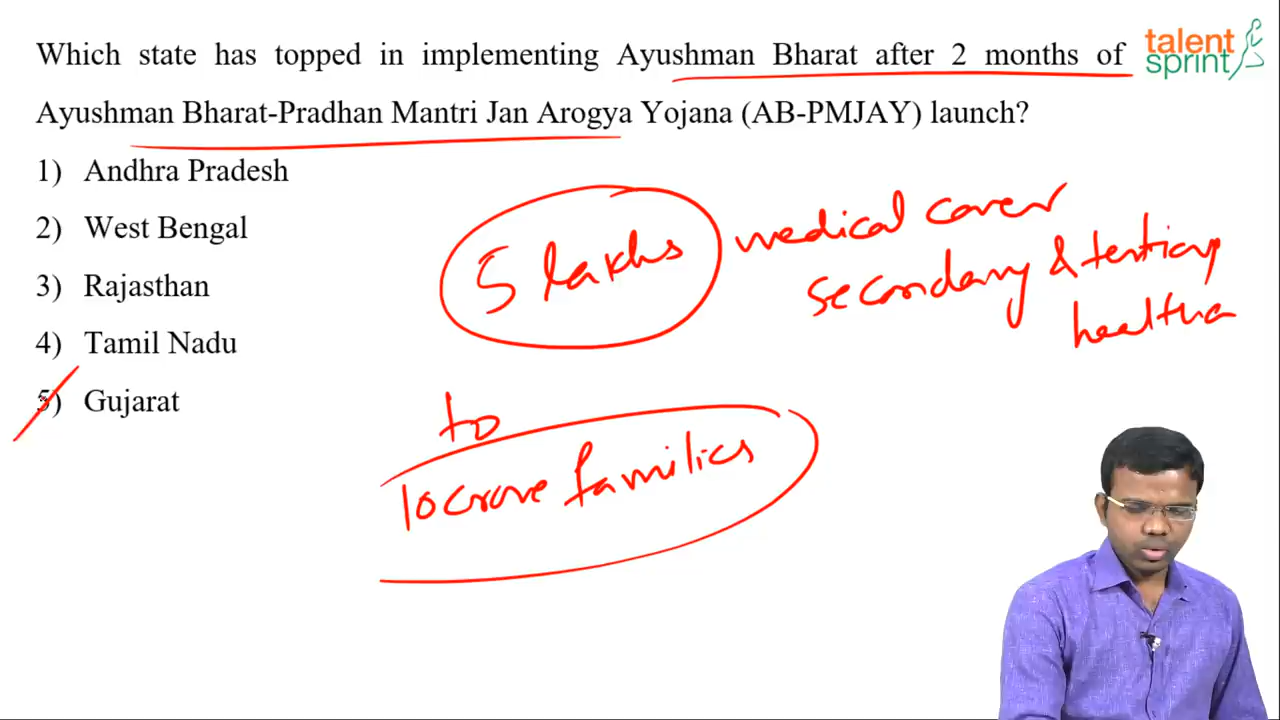 Which state has topped in implementing Ayushman Bharat after 2 months of
Ayushman Bharat-Pradhan Mantri Jan Arogya Yojana (AB-PMJAY) launch?
talent
sprint
1) Andhra Pradesh
2) West Bengal
3) Rajasthan
4) Tamil Nadu
5) Gujarat
5 lakhs medical cover
secondary & tertiary
to
10 crore families